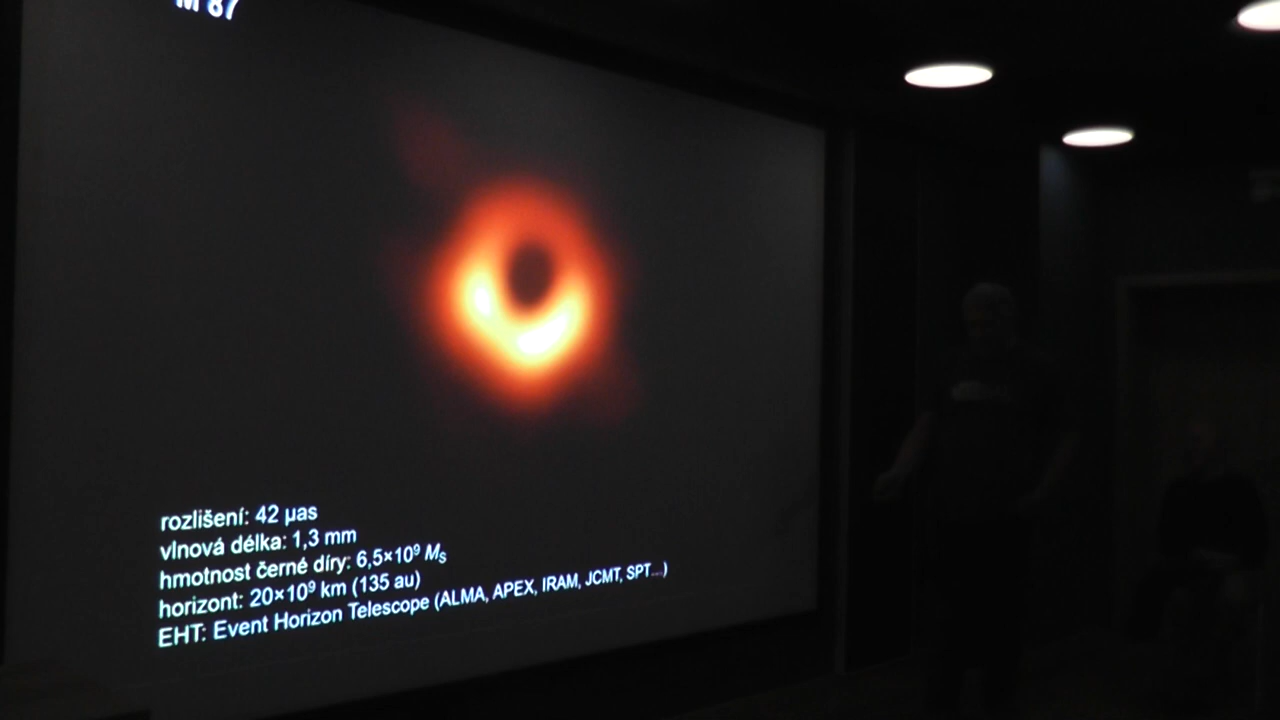 M 87
rozlišení: 42 µas
vlnová délka: 1,3 mm
hmotnost černé díry: 6,5×10⁹ Mₛ
horizont: 20×10⁹ km (135 au)
EHT: Event Horizon Telescope (ALMA, APEX, IRAM, JCMT, SPT...)